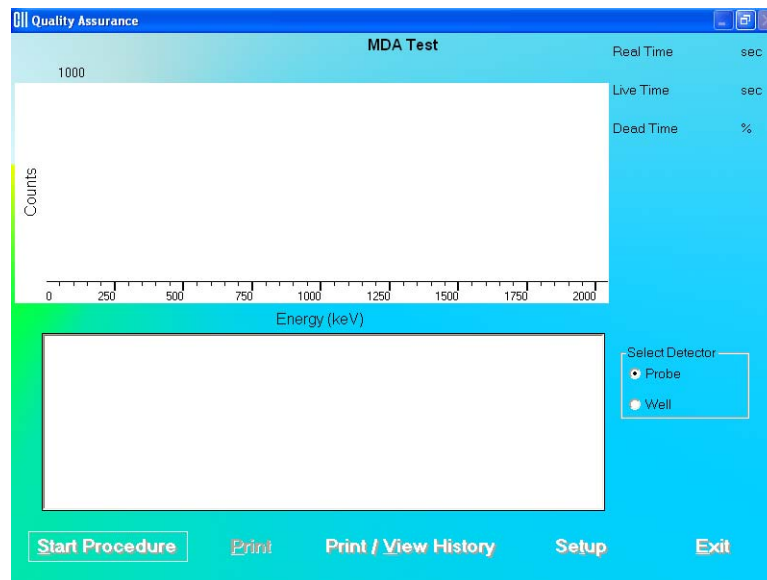 Quality Assurance
MDA Test
Real Time sec
1000
Live Time sec
Dead Time %
Counts
0 250 500 750 1000 1250 1500 1750 2000
Energy (keV)
Select Detector
Probe
Well
Start Procedure Print Print / View History Setup Exit